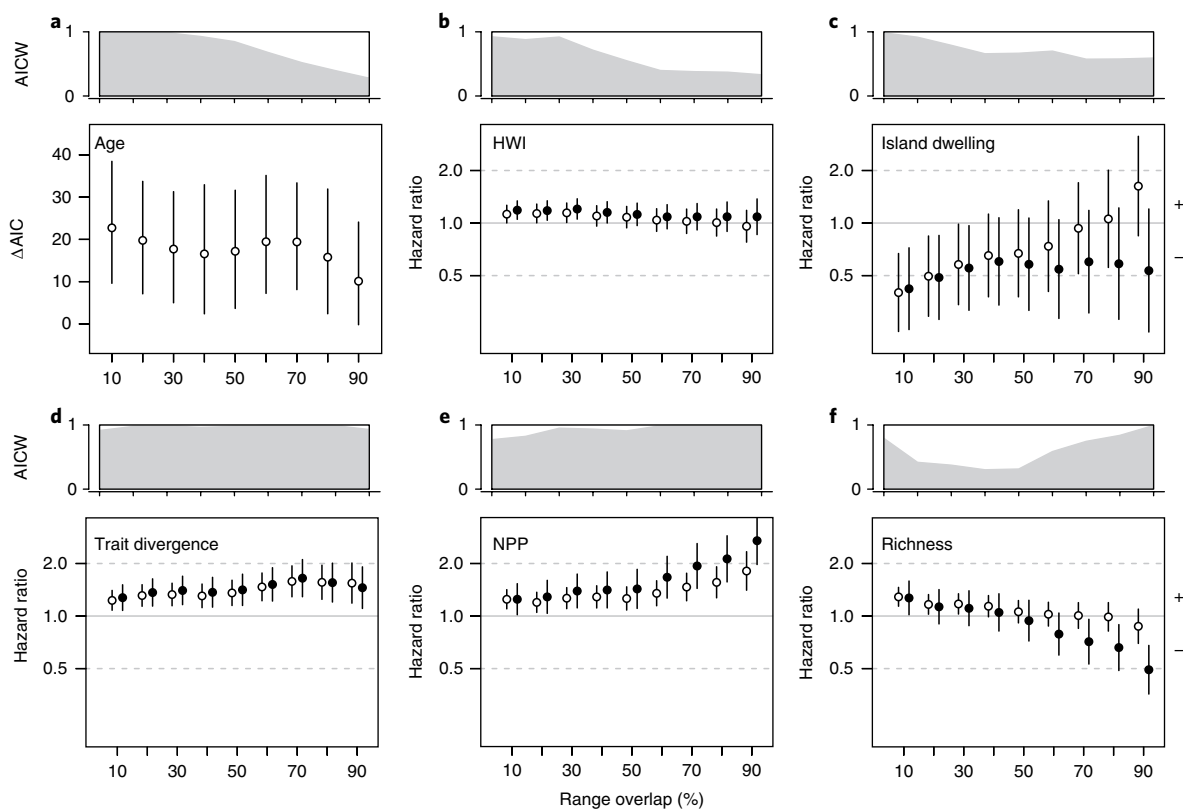 a
b
c
AICW
1
0
1
0
1
0
Age
HWI
Island dwelling
ΔAIC
40
30
20
10
0
Hazard ratio
2.0
1.0
0.5
Hazard ratio
2.0
1.0
0.5
+
–
10 30 50 70 90
10 30 50 70 90
10 30 50 70 90
d
e
f
AICW
1
0
1
0
1
0
Trait divergence
NPP
Richness
Hazard ratio
2.0
1.0
0.5
Hazard ratio
2.0
1.0
0.5
Hazard ratio
2.0
1.0
0.5
+
–
10 30 50 70 90
10 30 50 70 90
10 30 50 70 90
Range overlap (%)